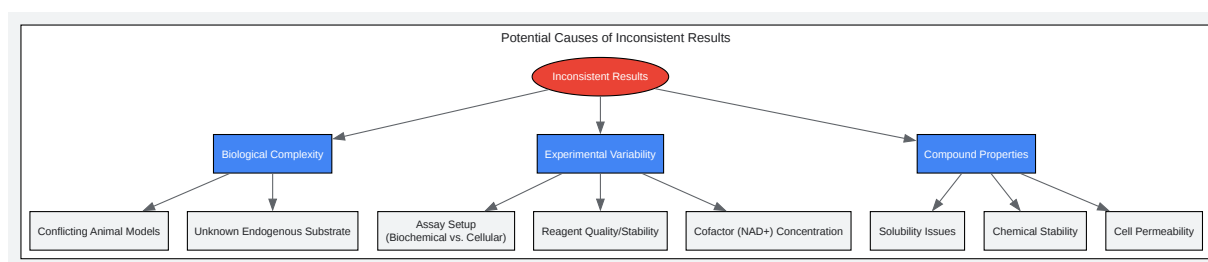 Potential Causes of Inconsistent Results
Inconsistent Results
Biological Complexity
Experimental Variability
Compound Properties
Conflicting Animal Models
Unknown Endogenous Substrate
Assay Setup
(Biochemical vs. Cellular)
Reagent Quality/Stability
Cofactor (NAD+) Concentration
Solubility Issues
Chemical Stability
Cell Permeability